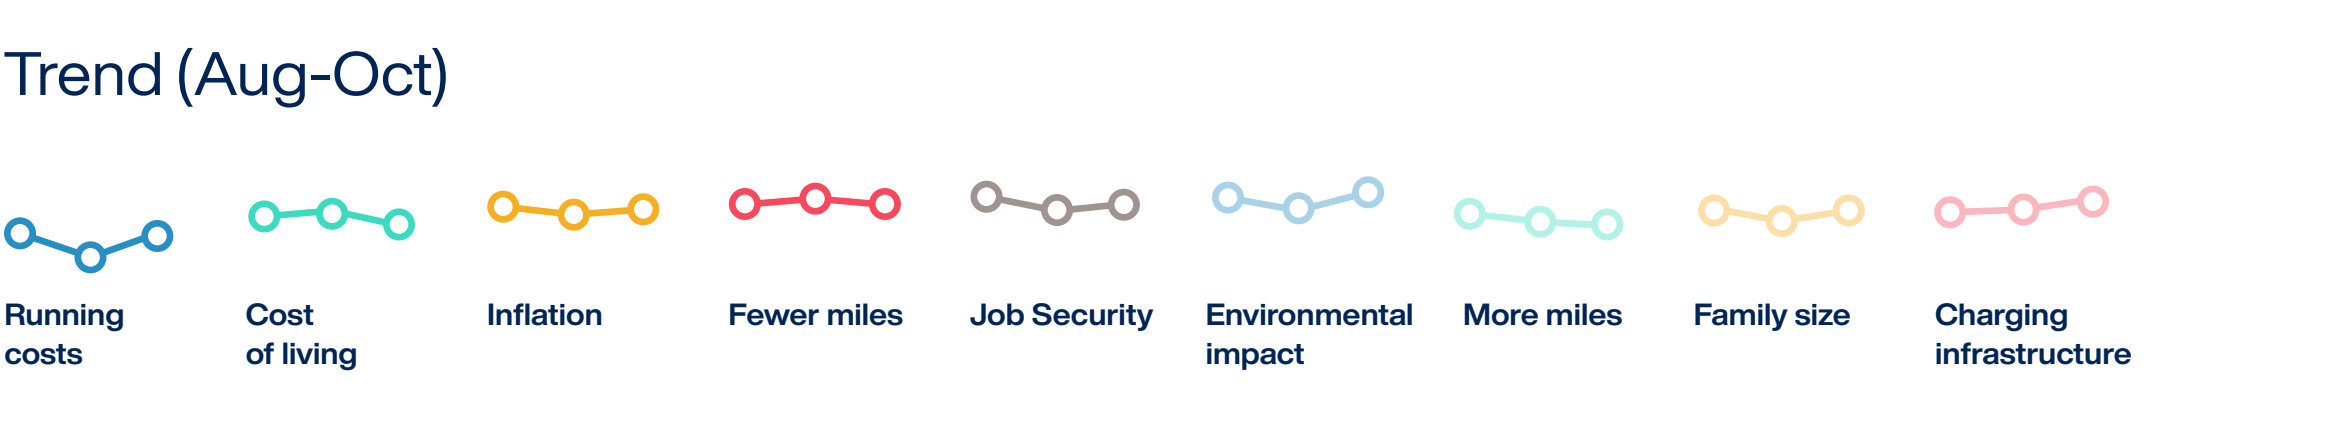 Trend (Aug-Oct)
Running
costs
Cost
of living
Inflation
Fewer miles
Job Security
Environmental
impact
More miles
Family size
Charging
infrastructure